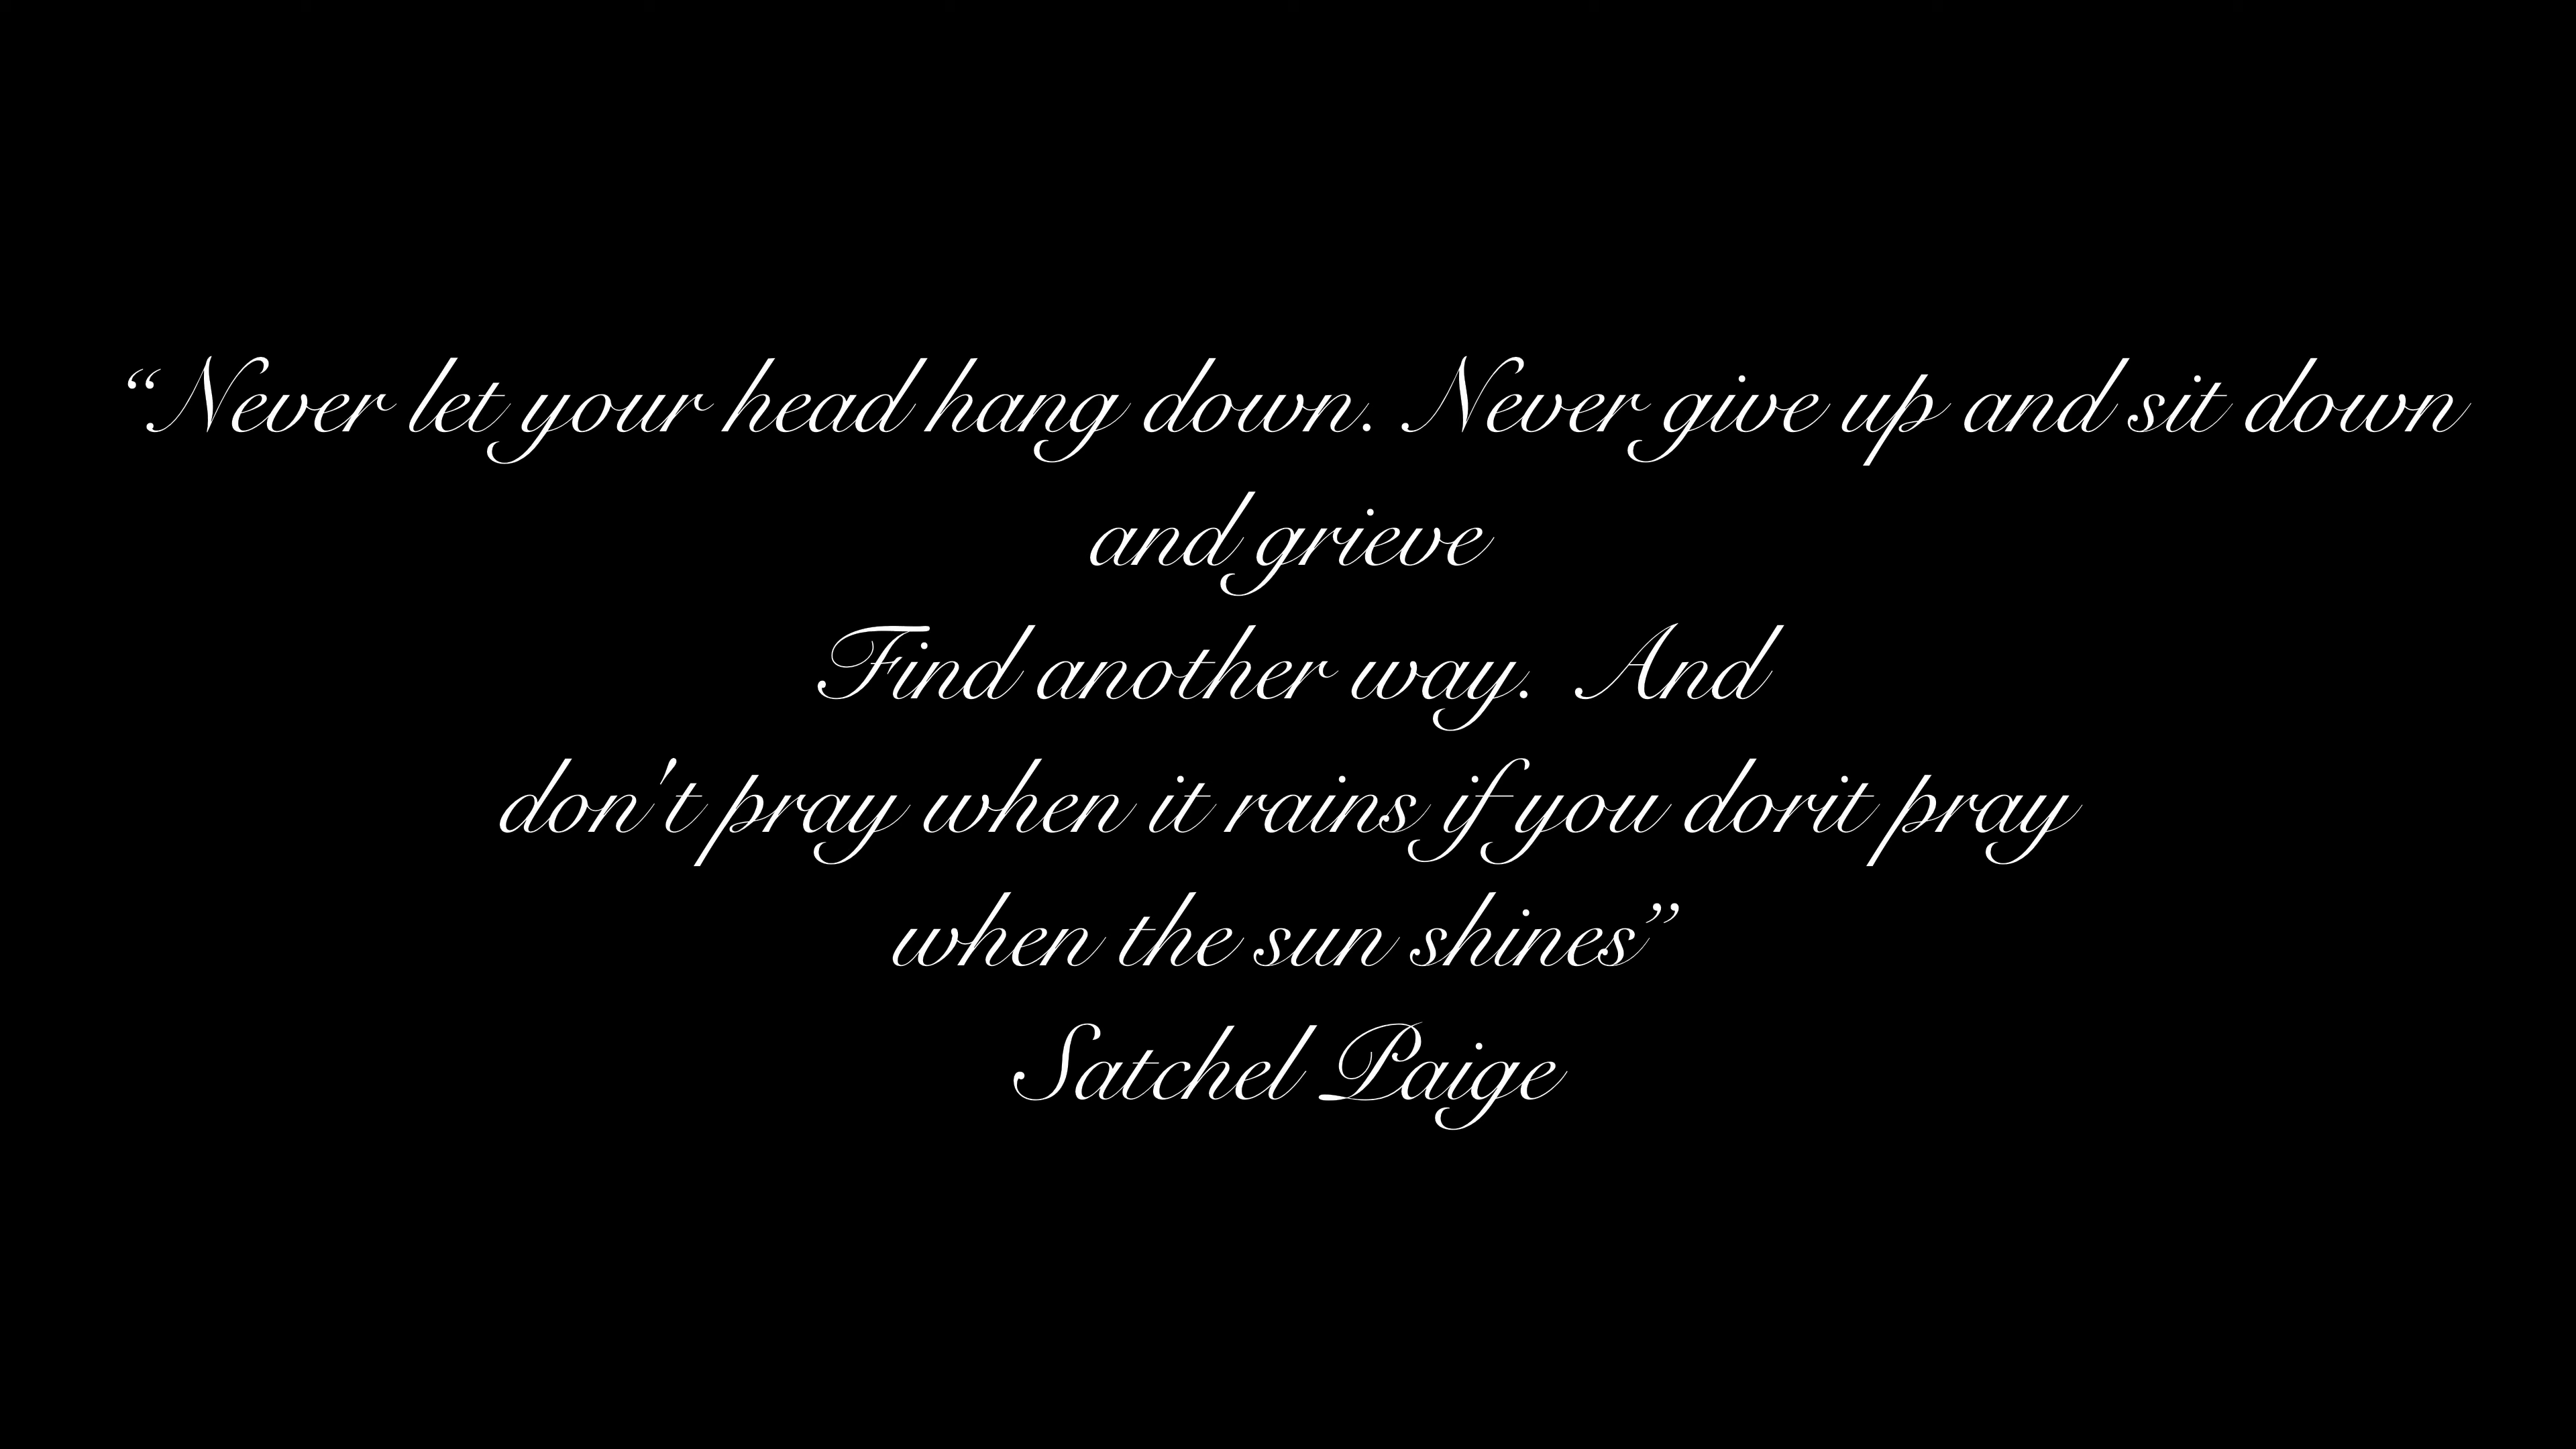 “Never let your head hang down. Never give up and sit down
and grieve
Find another way. And
don't pray when it rains if you dorit pray
when the sun shines”
Satchel Paige